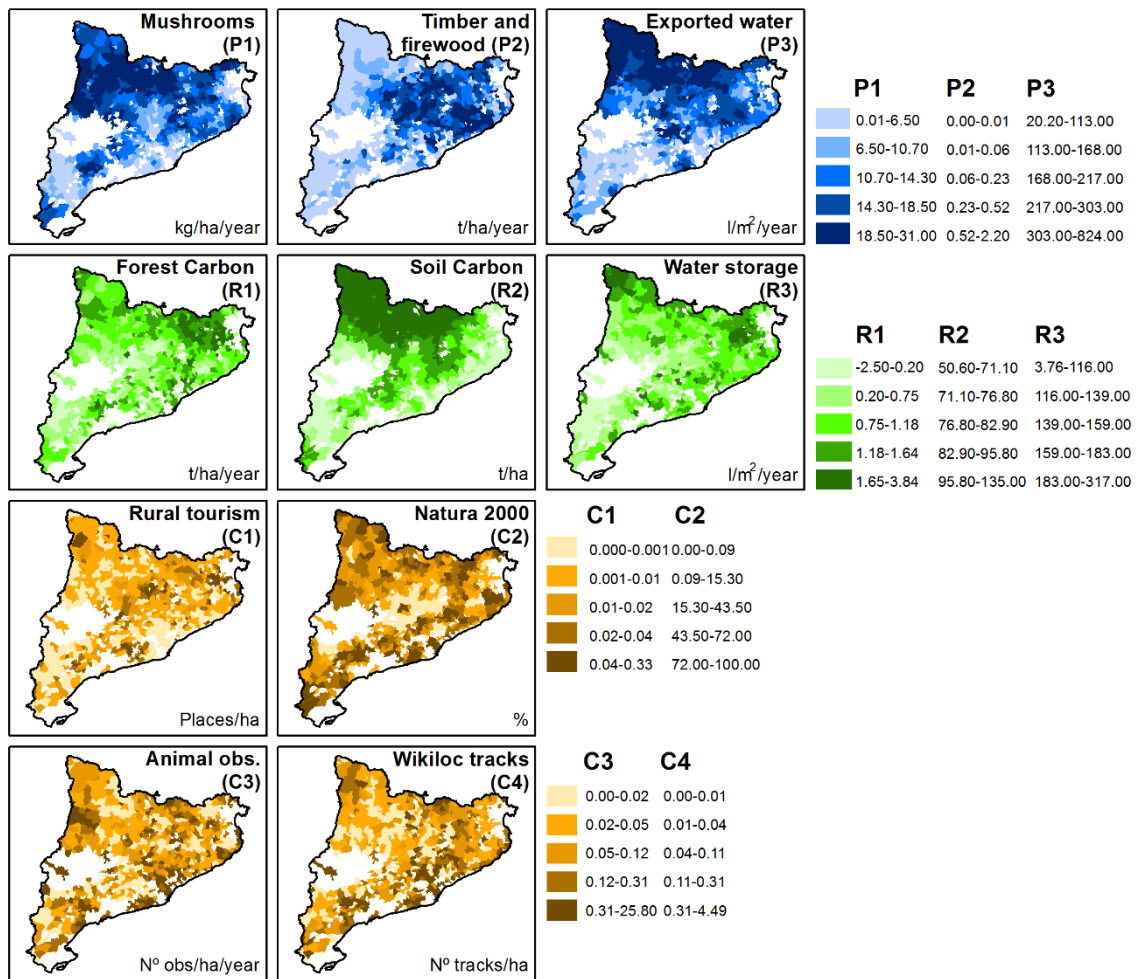 Mushrooms
(P1)
kg/ha/year
Timber and
firewood (P2)
t/ha/year
Exported water
(P3)
l/m²/year
P1 P2 P3
0.01-6.50 0.00-0.01 20.20-113.00
6.50-10.70 0.01-0.06 113.00-168.00
10.70-14.30 0.06-0.23 168.00-217.00
14.30-18.50 0.23-0.52 217.00-303.00
18.50-31.00 0.52-2.20 303.00-824.00
Forest Carbon
(R1)
t/ha/year
Soil Carbon
(R2)
t/ha
Water storage
(R3)
l/m²/year
R1 R2 R3
-2.50-0.20 50.60-71.10 3.76-116.00
0.20-0.75 71.10-76.80 116.00-139.00
0.75-1.18 76.80-82.90 139.00-159.00
1.18-1.64 82.90-95.80 159.00-183.00
1.65-3.84 95.80-135.00 183.00-317.00
Rural tourism
(C1)
Places/ha
Natura 2000
(C2)
%
C1 C2
0.000-0.001 0.00-0.09
0.001-0.01 0.09-15.30
0.01-0.02 15.30-43.50
0.02-0.04 43.50-72.00
0.04-0.33 72.00-100.00
Animal obs.
(C3)
Nº obs/ha/year
Wikiloc tracks
(C4)
Nº tracks/ha
C3 C4
0.00-0.02 0.00-0.01
0.02-0.05 0.01-0.04
0.05-0.12 0.04-0.11
0.12-0.31 0.11-0.31
0.31-25.80 0.31-4.49